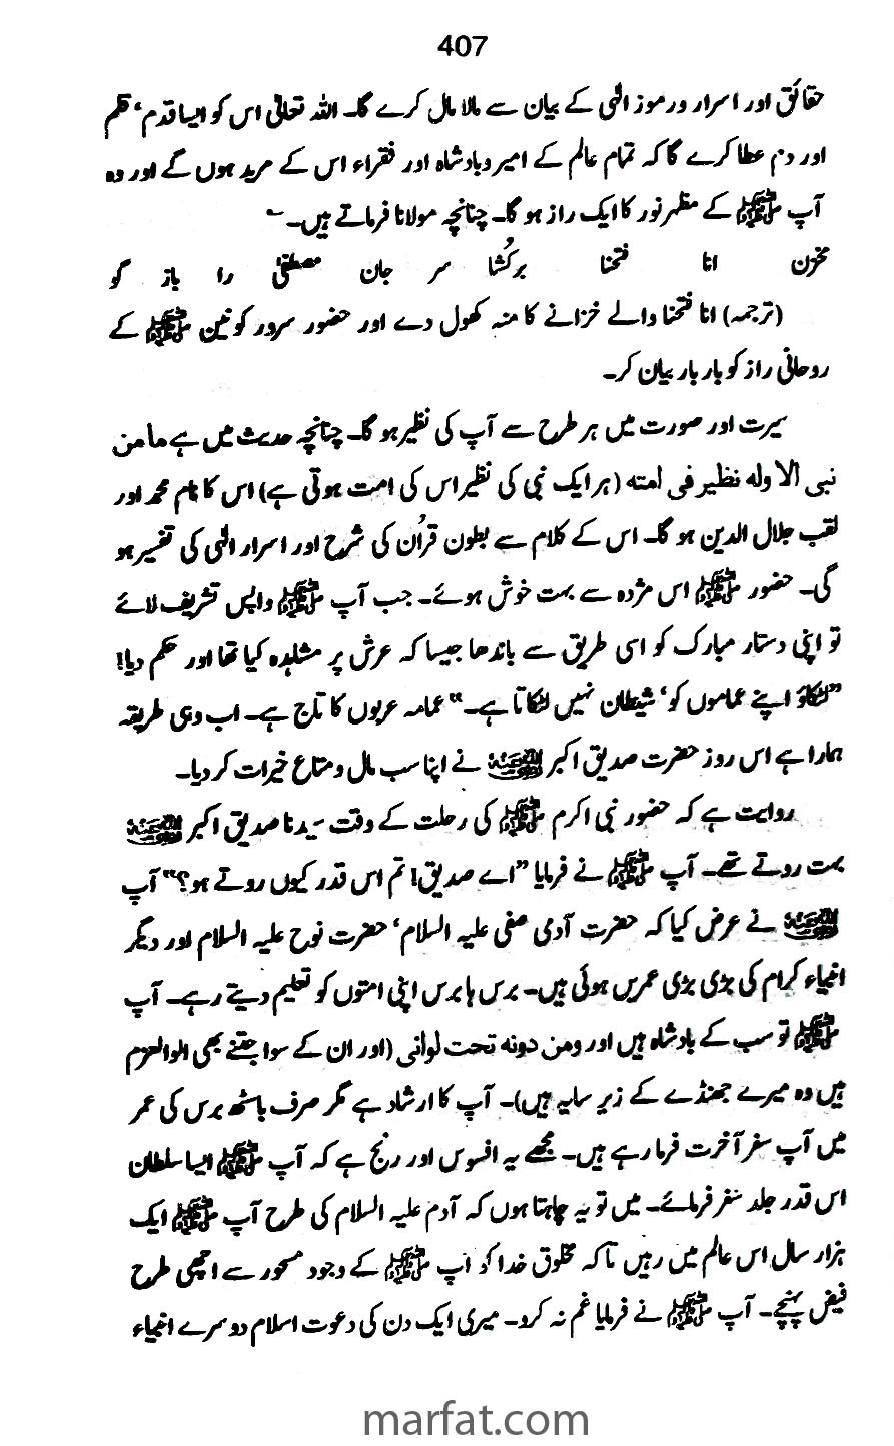 407
حقائق اور اسرار ورموز الٰہی کے بیان سے مالا مال کرے گا۔ اللہ تعالیٰ اس کو ایسا قدم‘ قلم
اور دم عطا کرے گا کہ تمام عالم کے امیر وبادشاہ اور فقراء اس کے مرید ہوں گے اور وہ
آپ ﷺ کے مظہر نور کا ایک راز ہو گا۔ چنانچہ مولانا فرماتے ہیں۔ ؎
مخزن انا فتحنا برکُشا سر جان مصطفیٰ را باز گو
(ترجمہ) انا فتحنا والے خزانے کا منہ کھول دے اور حضور سرور کونین ﷺ کے
روحانی راز کو بار بار بیان کر۔
سیرت اور صورت میں ہر طرح سے آپ کی نظیر ہو گا۔ چنانچہ حدیث میں ہے مامن
نبی الا وله نظیر فی امته (ہر ایک نبی کی نظیر اس کی امت ہوتی ہے) اس کا نام محمد اور
لقب جلال الدین ہو گا۔ اس کے کلام سے بطون قرآن کی شرح اور اسرار الٰہی کی تفسیر ہو
گی۔ حضور ﷺ اس مژدہ سے بہت خوش ہوئے۔ جب آپ ﷺ واپس تشریف لائے
تو اپنی دستار مبارک کو اسی طریق سے باندھا جیسا کہ عرش پر مشاہدہ کیا تھا اور حکم دیا!
”لٹکاؤ اپنے عماموں کو‘ شیطان نہیں لٹکاتا ہے۔“ عمامہ عربوں کا تاج ہے۔ اب وہی طریقہ
ہمارا ہے اس روز حضرت صدیق اکبر رضی اللہ عنہ نے اپنا سب مال ومتاع خیرات کر دیا۔
روایت ہے کہ حضور نبی اکرم ﷺ کی رحلت کے وقت سیدنا صدیق اکبر رضی اللہ عنہ
بہت روتے تھے۔ آپ ﷺ نے فرمایا ”اے صدیق! تم اس قدر کیوں روتے ہو؟“ آپ
رضی اللہ عنہ نے عرض کیا کہ حضرت آدمی صفی علیہ السلام‘ حضرت نوح علیہ السلام اور دیگر
انبیاء کرام کی بڑی بڑی عمریں ہوئی ہیں۔ برس ہا برس اپنی امتوں کو تعلیم دیتے رہے۔ آپ
ﷺ تو سب کے بادشاہ ہیں اور ومن دونه تحت لوائی (اور ان کے سوا جتنے بھی الوالعزم
ہیں وہ میرے جھنڈے کے زیر سایہ ہیں)۔ آپ کا ارشاد ہے مگر صرف باسٹھ برس کی عمر
میں آپ سفر آخرت فرما رہے ہیں۔ مجھے یہ افسوس اور رنج ہے کہ آپ ﷺ ایسا سلطان
اس قدر جلد سفر فرمائے۔ میں تو یہ چاہتا ہوں کہ آدم علیہ السلام کی طرح آپ ﷺ ایک
ہزار سال اس عالم میں رہیں تاکہ مخلوق خدا کو آپ ﷺ کے وجود مسحور سے اچھی طرح
فیض پہنچے۔ آپ ﷺ نے فرمایا غم نہ کرو۔ میری ایک دن کی دعوت اسلام دوسرے انبیاء
marfat.com